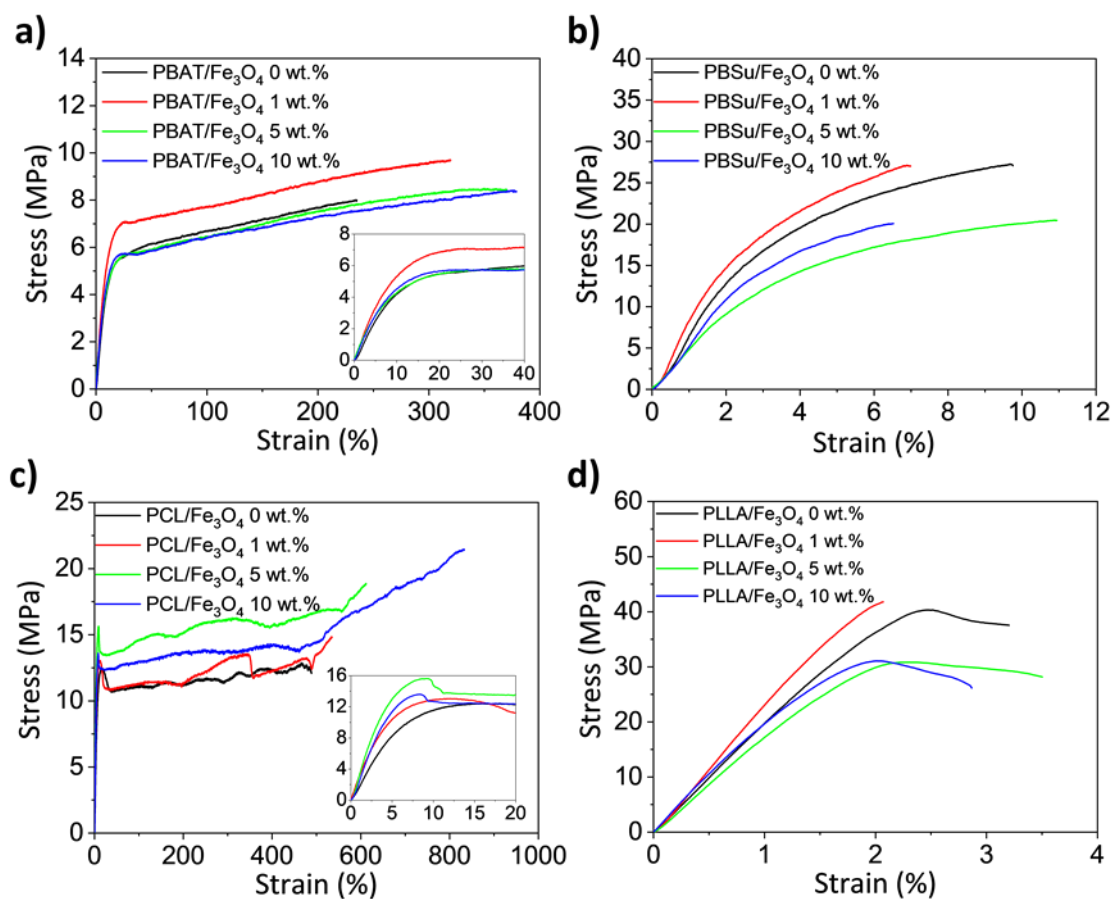 a)
14
12
10
8
6
4
2
0
Stress (MPa)
PBAT/Fe₃O₄ 0 wt.%
PBAT/Fe₃O₄ 1 wt.%
PBAT/Fe₃O₄ 5 wt.%
PBAT/Fe₃O₄ 10 wt.%
8
6
4
2
0
0 10 20 30 40
0 100 200 300 400
Strain (%)
b)
40
35
30
25
20
15
10
5
0
Stress (MPa)
PBSu/Fe₃O₄ 0 wt.%
PBSu/Fe₃O₄ 1 wt.%
PBSu/Fe₃O₄ 5 wt.%
PBSu/Fe₃O₄ 10 wt.%
0 2 4 6 8 10 12
Strain (%)
c)
25
20
15
10
5
0
Stress (MPa)
PCL/Fe₃O₄ 0 wt.%
PCL/Fe₃O₄ 1 wt.%
PCL/Fe₃O₄ 5 wt.%
PCL/Fe₃O₄ 10 wt.%
16
12
8
4
0
0 5 10 15 20
0 200 400 600 800 1000
Strain (%)
d)
60
50
40
30
20
10
0
Stress (MPa)
PLLA/Fe₃O₄ 0 wt.%
PLLA/Fe₃O₄ 1 wt.%
PLLA/Fe₃O₄ 5 wt.%
PLLA/Fe₃O₄ 10 wt.%
0 1 2 3 4
Strain (%)